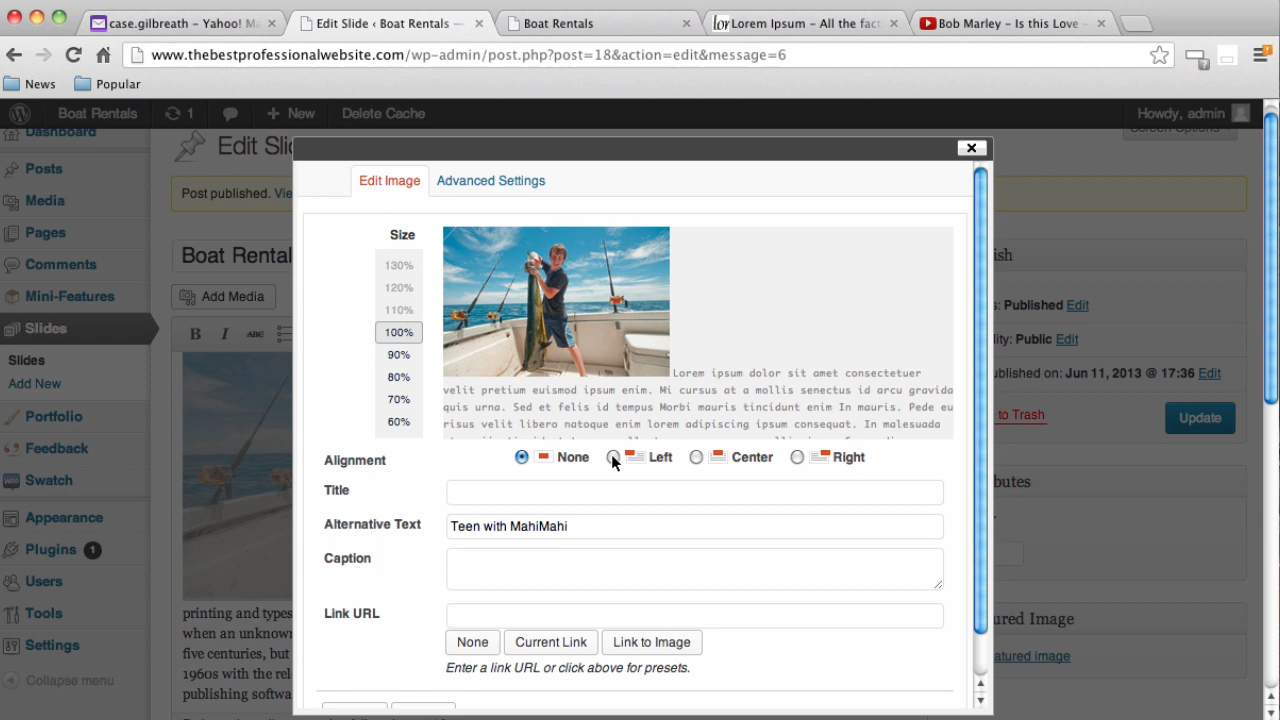 case.gilbreath – Yahoo! Ma
Edit Slide ‹ Boat Rentals —
Boat Rentals
Lorem Ipsum – All the fact
Bob Marley – Is this Love –
www.thebestprofessionalwebsite.com/wp-admin/post.php?post=18&action=edit&message=6
News
Popular
Boat Rentals
1
New
Delete Cache
Howdy, admin
Dashboard
Posts
Media
Pages
Comments
Mini-Features
Slides
Slides
Add New
Portfolio
Feedback
Swatch
Appearance
Plugins 1
Users
Tools
Settings
Collapse menu
Edit Slid
Screen Options
Post published. Vie
Boat Rental
Add Media
B I ABC
printing and types
when an unknown
five centuries, but
1960s with the rel
publishing softwa
Edit Image
Advanced Settings
Size
130%
120%
110%
100%
90%
80%
70%
60%
Lorem ipsum dolor sit amet consectetuer
velit pretium euismod ipsum enim. Mi cursus at a mollis senectus id arcu gravida
quis urna. Sed et felis id tempus Morbi mauris tincidunt enim In mauris. Pede eu
risus velit libero natoque enim lorem adipiscing ipsum consequat. In malesuada
Alignment
None
Left
Center
Right
Title
Alternative Text
Teen with MahiMahi
Caption
Link URL
None
Current Link
Link to Image
Enter a link URL or click above for presets.
ish
s: Published Edit
lity: Public Edit
ublished on: Jun 11, 2013 @ 17:36 Edit
to Trash
Update
butes
ured Image
atured image